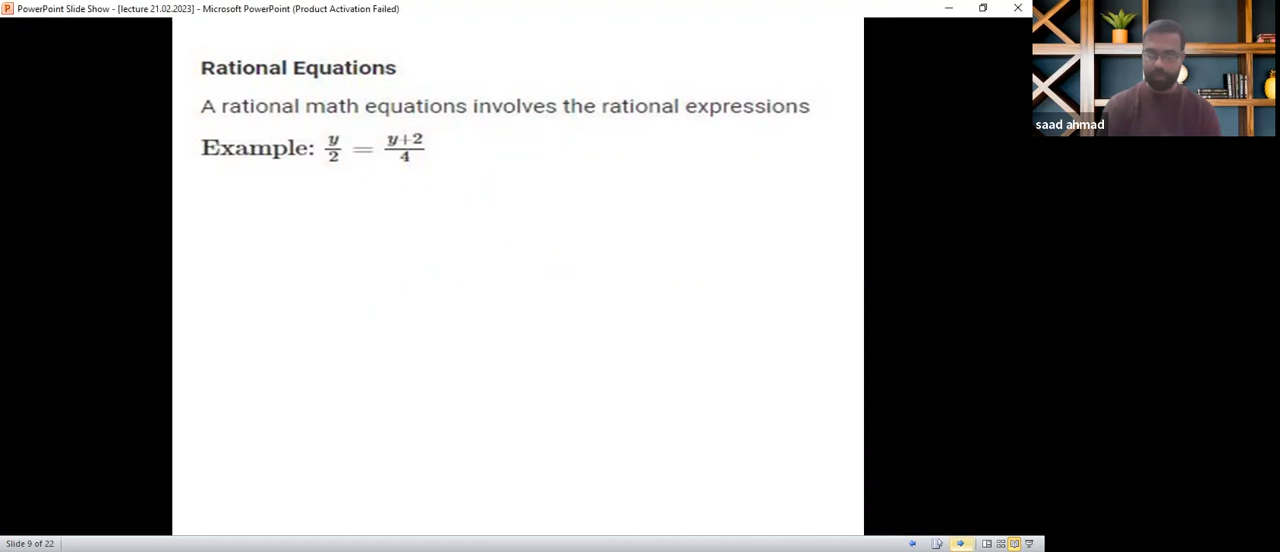 PowerPoint Slide Show - [lecture 21.02.2023] - Microsoft PowerPoint (Product Activation Failed)
saad ahmad
Rational Equations
A rational math equations involves the rational expressions
Example: y/2 = y+2/4
Slide 9 of 22